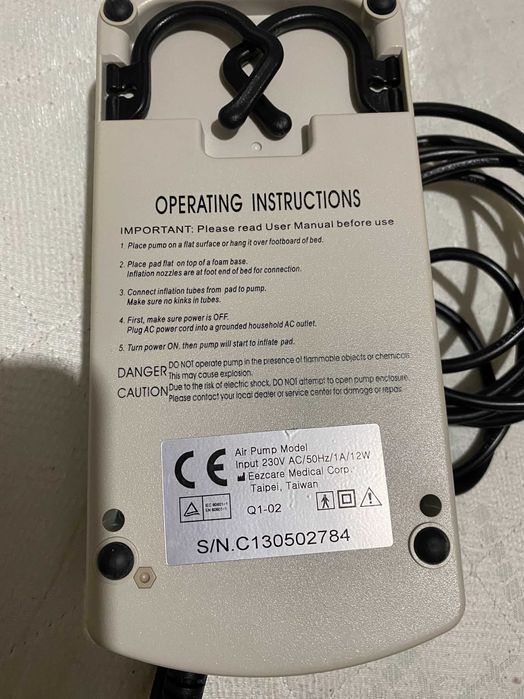 OPERATING INSTRUCTIONS
IMPORTANT: Please read User Manual before use
1. Place pump on a flat surface or hang it over footboard of bed.
2. Place pad flat on top of a foam base.
Inflation nozzles are at foot end of bed for connection.
3. Connect inflation tubes from pad to pump.
Make sure no kinks in tubes.
4. First, make sure power is OFF.
Plug AC power cord into a grounded household AC outlet.
5. Turn power ON, then pump will start to inflate pad.
DANGER DO NOT operate pump in the presence of flammable objects or chemicals.
This may cause explosion.
CAUTION Due to the risk of electric shock, DO NOT attempt to open pump enclosure.
Please contact your local dealer or service center for damage or repair.
CE
Air Pump Model
Input 230V AC/50Hz/1A/12W
Eezcare Medical Corp.
Taipei, Taiwan
IEC 60601-1
EN 60601-1
Q1-02
S/N.C130502784